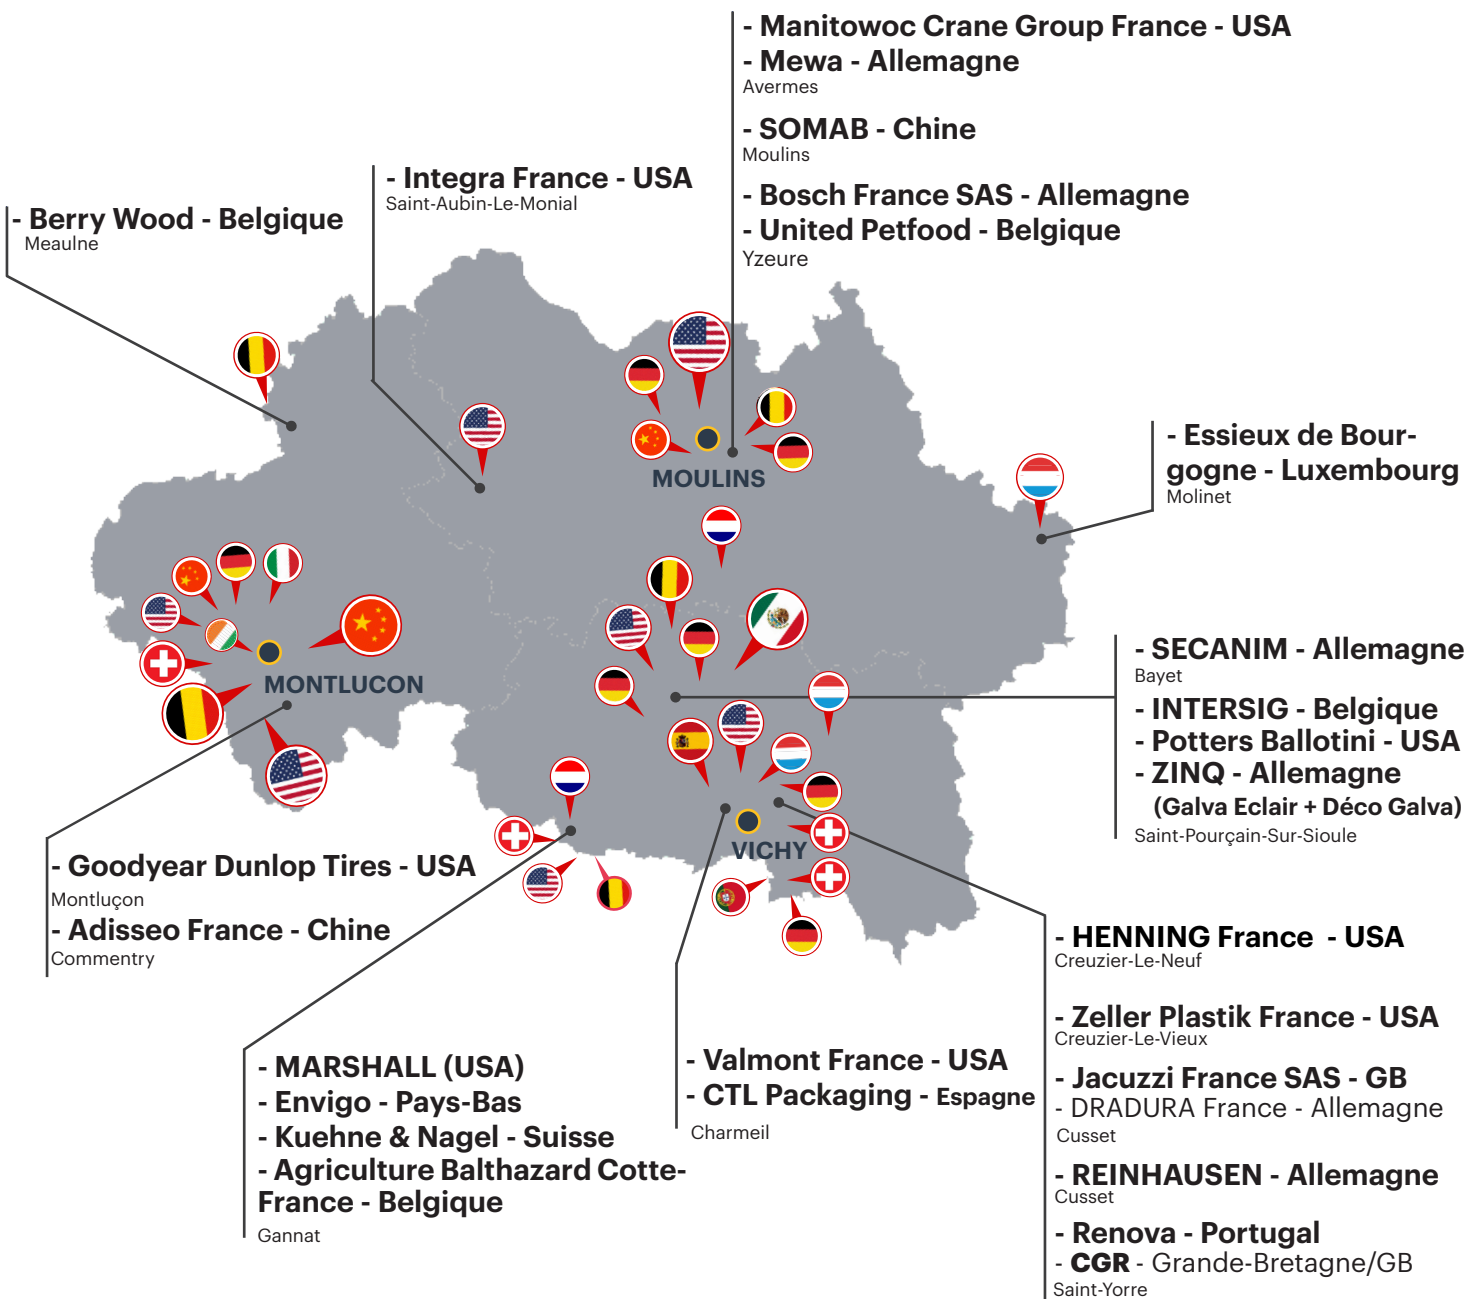 - Manitowoc Crane Group France - USA
- Mewa - Allemagne
Avermes
- SOMAB - Chine
Moulins
- Bosch France SAS - Allemagne
- United Petfood - Belgique
Yzeure
- Integra France - USA
Saint-Aubin-Le-Monial
- Berry Wood - Belgique
Meaulne
- Essieux de Bour-
gogne - Luxembourg
Molinet
MOULINS
MONTLUCON
VICHY
- SECANIM - Allemagne
Bayet
- INTERSIG - Belgique
- Potters Ballotini - USA
- ZINQ - Allemagne
(Galva Eclair + Déco Galva)
Saint-Pourçain-Sur-Sioule
- Goodyear Dunlop Tires - USA
Montluçon
- Adisseo France - Chine
Commentry
- MARSHALL (USA)
- Envigo - Pays-Bas
- Kuehne & Nagel - Suisse
- Agriculture Balthazard Cotte-
France - Belgique
Gannat
- Valmont France - USA
- CTL Packaging - Espagne
Charmeil
- HENNING France - USA
Creuzier-Le-Neuf
- Zeller Plastik France - USA
Creuzier-Le-Vieux
- Jacuzzi France SAS - GB
- DRADURA France - Allemagne
Cusset
- REINHAUSEN - Allemagne
Cusset
- Renova - Portugal
- CGR - Grande-Bretagne/GB
Saint-Yorre